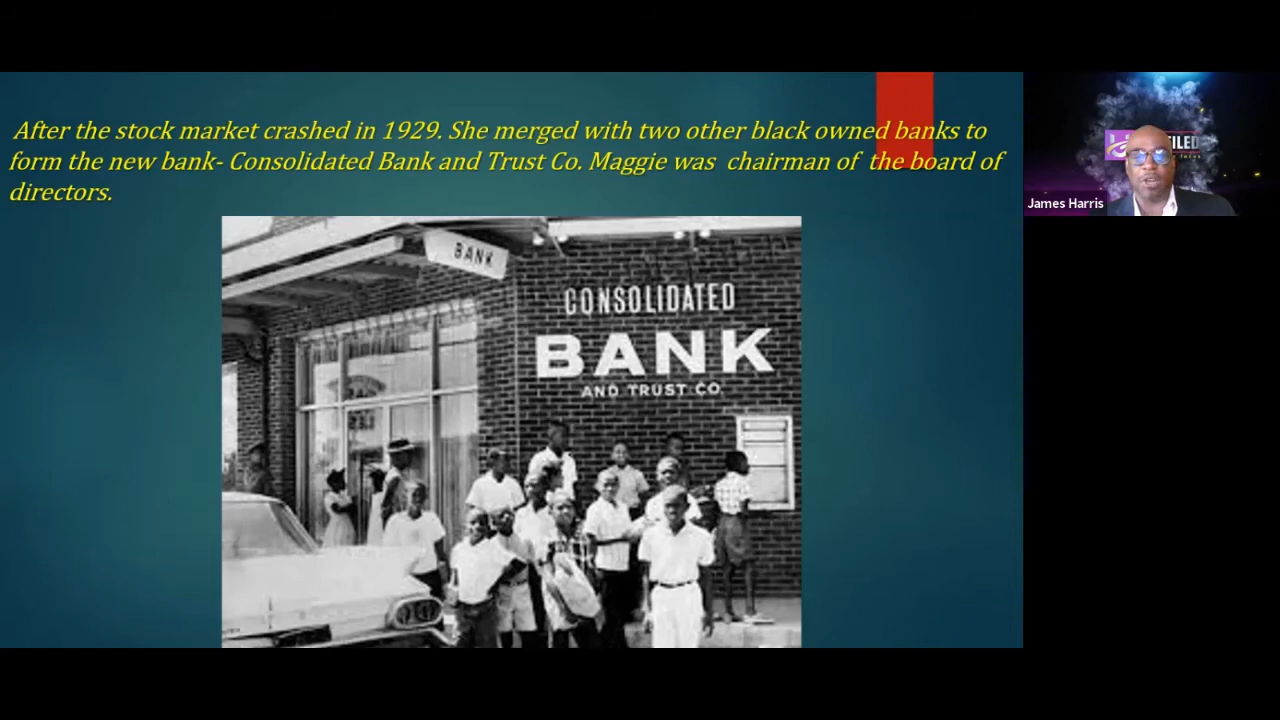 After the stock market crashed in 1929. She merged with two other black owned banks to
form the new bank- Consolidated Bank and Trust Co. Maggie was  chairman of  the board of
directors.
BANK
CONSOLIDATED
BANK
AND TRUST CO.
James Harris